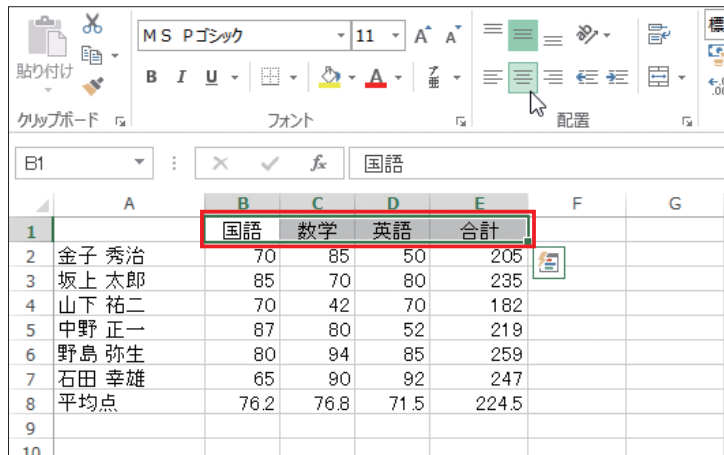 ＭＳ Ｐゴシック 11 A A 標
貼り付け B I U A
クリップボード フォント 配置
B1 fx 国語
A B C D E F G
1 国語 数学 英語 合計
2 金子 秀治 70 85 50 205
3 坂上 太郎 85 70 80 235
4 山下 祐二 70 42 70 182
5 中野 正一 87 80 52 219
6 野島 弥生 80 94 85 259
7 石田 幸雄 65 90 92 247
8 平均点 76.2 76.8 71.5 224.5
9
10